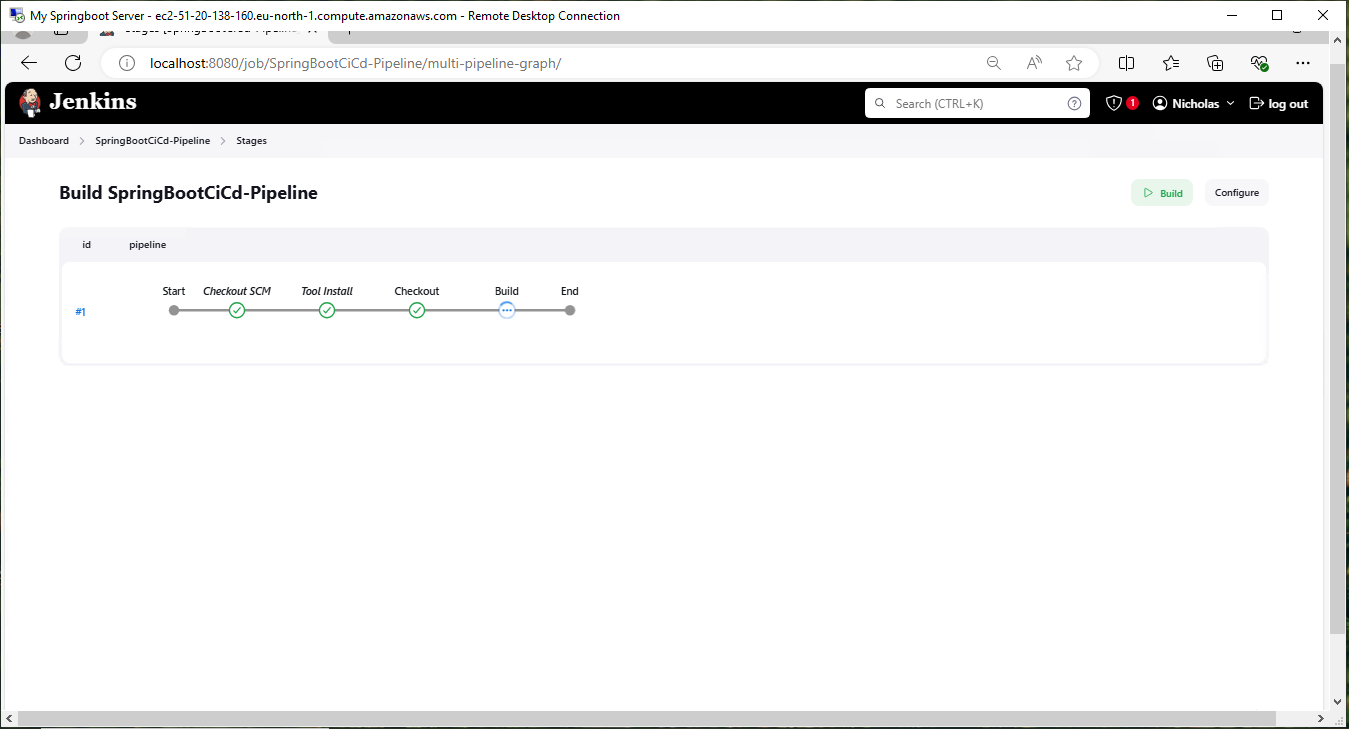 My Springboot Server - ec2-51-20-138-160.eu-north-1.compute.amazonaws.com - Remote Desktop Connection
localhost:8080/job/SpringBootCiCd-Pipeline/multi-pipeline-graph/
Jenkins
Search (CTRL+K)
1
Nicholas
log out
Dashboard
SpringBootCiCd-Pipeline
Stages
Build SpringBootCiCd-Pipeline
Build
Configure
id pipeline
Start Checkout SCM Tool Install Checkout Build End
#1